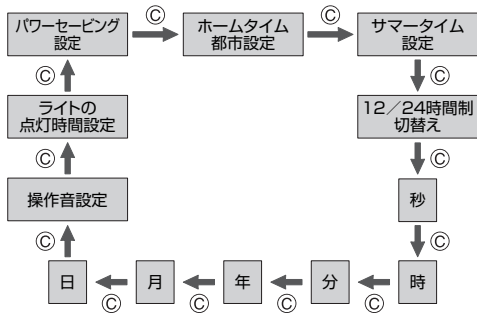 パワーセービング
設定
Ⓒ
ホームタイム
都市設定
Ⓒ
サマータイム
設定
Ⓒ
Ⓒ
ライトの
点灯時間設定
12／24時間制
切替え
Ⓒ
Ⓒ
操作音設定
秒
Ⓒ
Ⓒ
日
Ⓒ
月
Ⓒ
年
Ⓒ
分
Ⓒ
時